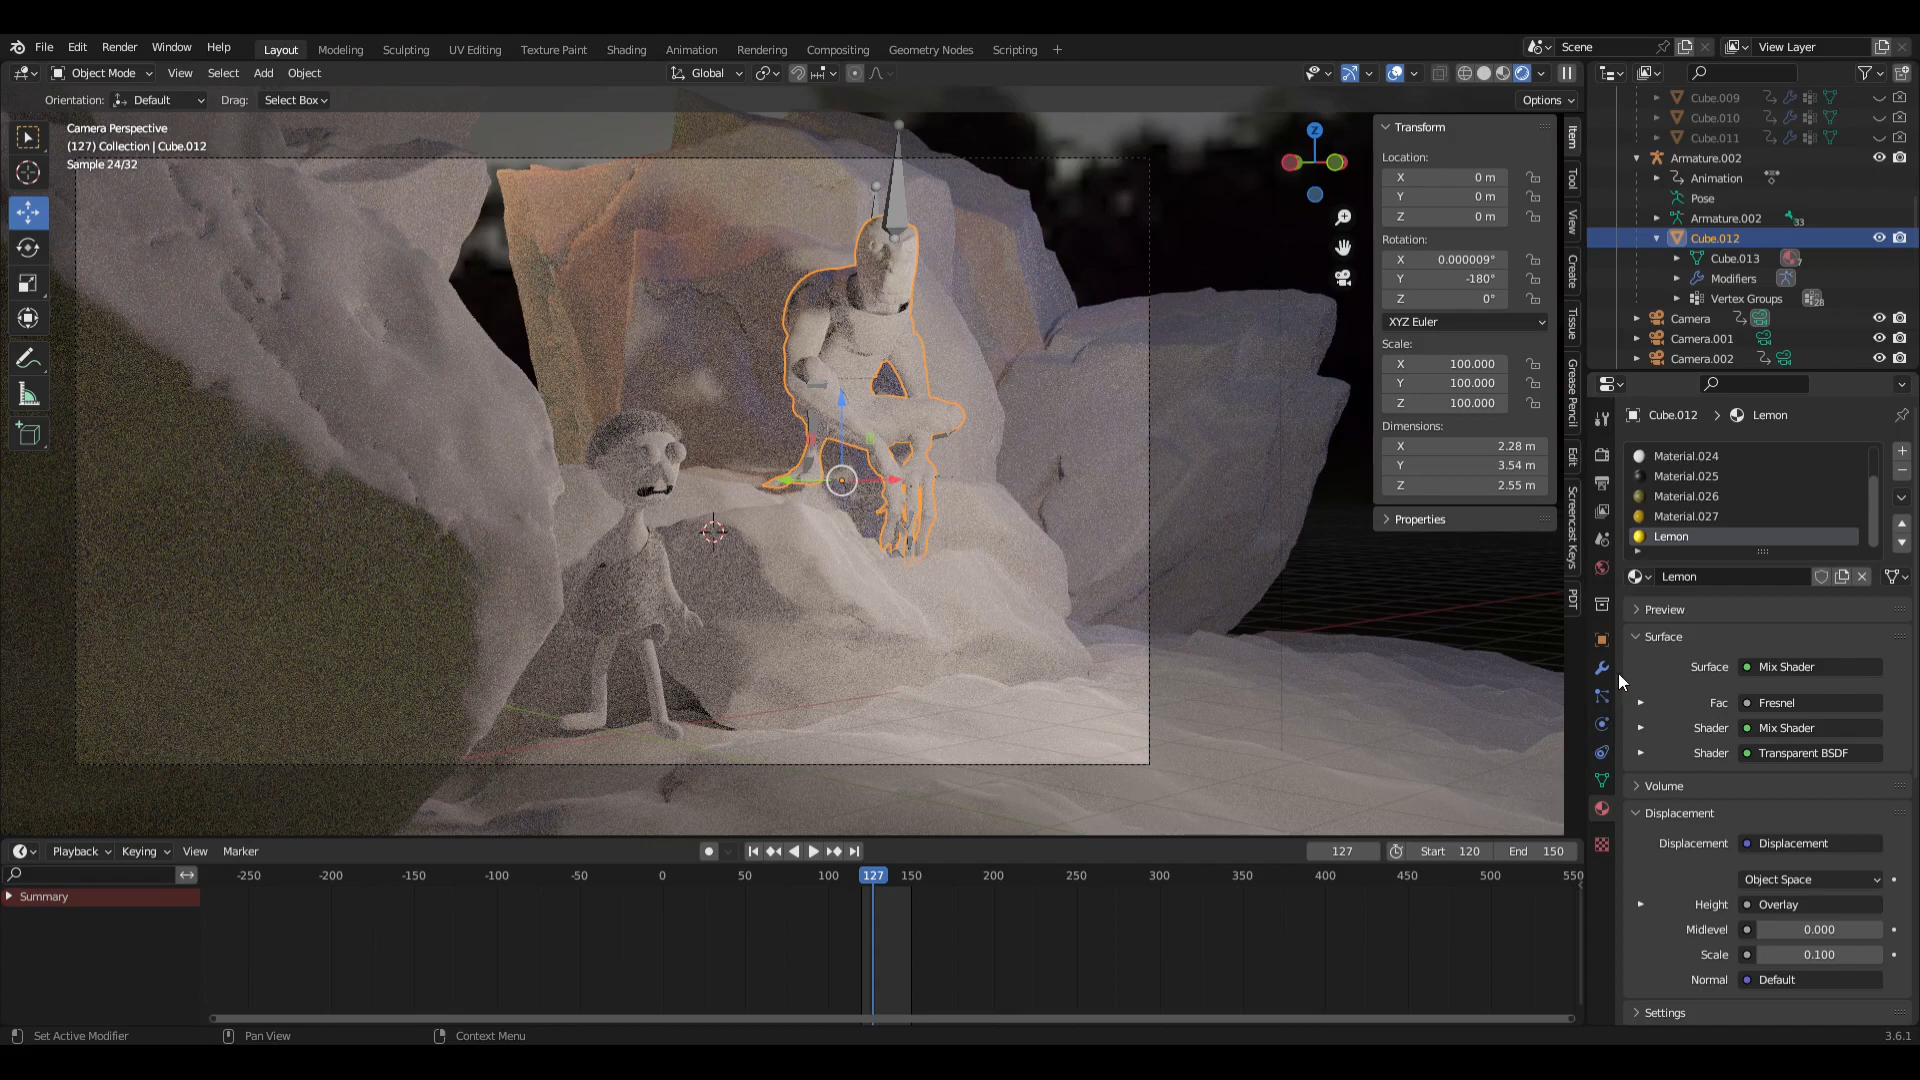 File Edit Render Window Help Layout Modeling Sculpting UV Editing Texture Paint Shading Animation Rendering Compositing Geometry Nodes Scripting + Scene View Layer
Object Mode View Select Add Object Global
Orientation: Default Drag: Select Box Options
Camera Perspective
(127) Collection | Cube.012
Sample 24/32
Z
Transform
Location:
X 0 m
Y 0 m
Z 0 m
Rotation:
X 0.000009°
Y -180°
Z 0°
XYZ Euler
Scale:
X 100.000
Y 100.000
Z 100.000
Dimensions:
X 2.28 m
Y 3.54 m
Z 2.55 m
Properties
Item
Tool
View
Create
Tissue
Grease Pencil
Edit
Screencast Keys
PDT
Cube.009
Cube.010
Cube.011
Armature.002
Animation
Pose
Armature.002 33
Cube.012
Cube.013 7
Modifiers
Vertex Groups 28
Camera
Camera.001
Camera.002
Cube.012 > Lemon
Material.024
Material.025
Material.026
Material.027
Lemon
Lemon
Preview
Surface
Surface Mix Shader
Fac Fresnel
Shader Mix Shader
Shader Transparent BSDF
Volume
Displacement
Displacement Displacement
Object Space
Height Overlay
Midlevel 0.000
Scale 0.100
Normal Default
Settings
Playback Keying View Marker 127 Start 120 End 150
-250 -200 -150 -100 -50 0 50 100 127 150 200 250 300 350 400 450 500 550
Summary
Set Active Modifier Pan View Context Menu 3.6.1